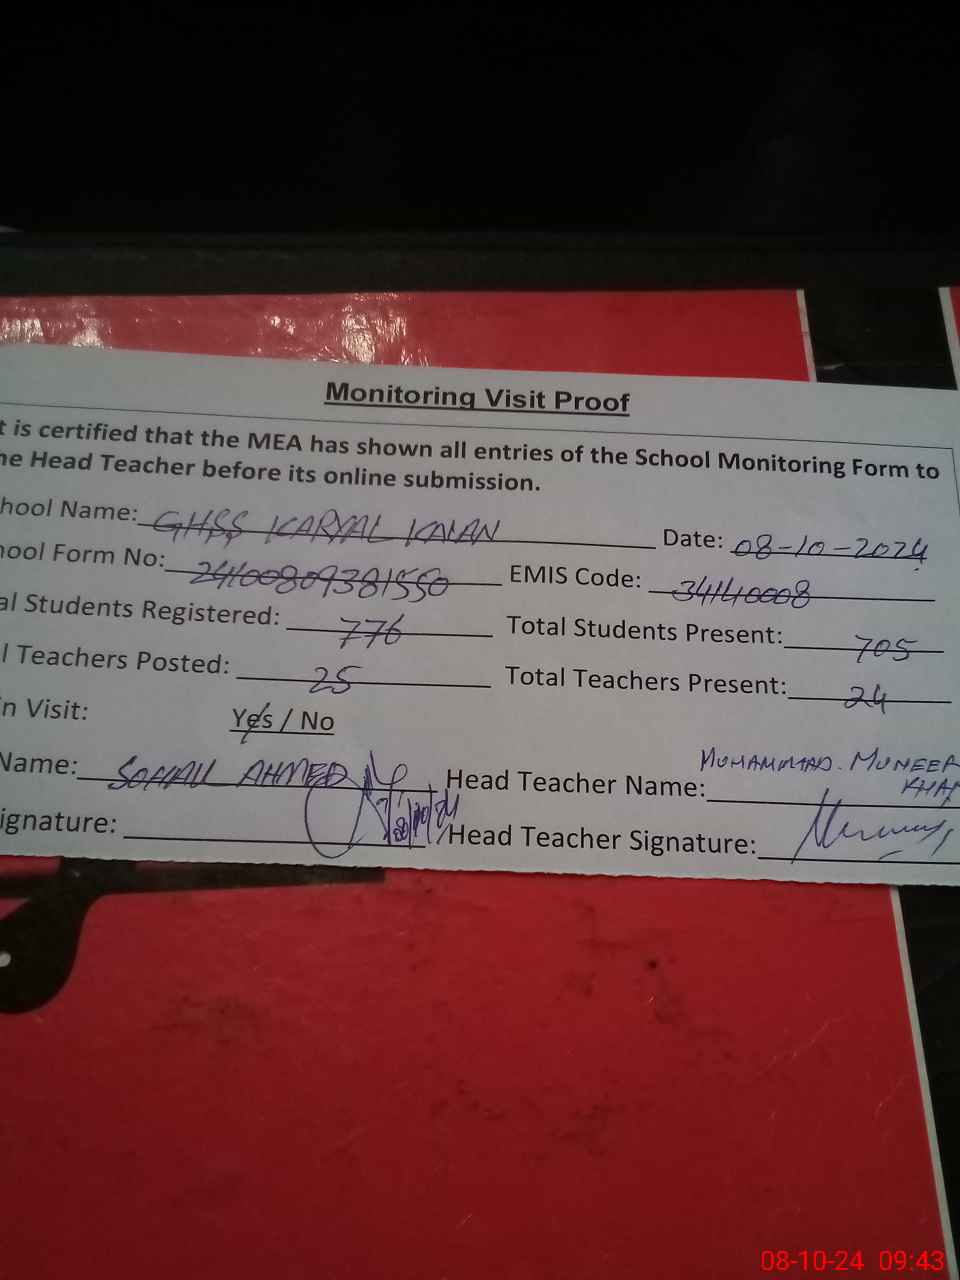 Monitoring Visit Proof
t is certified that the MEA has shown all entries of the School Monitoring Form to
he Head Teacher before its online submission.
hool Name: GHSS KARYAL KALAN Date: 08-10-2024
hool Form No: 24100809381550 EMIS Code: 34140008
al Students Registered: 776 Total Students Present: 705
l Teachers Posted: 25 Total Teachers Present: 24
n Visit: Yes / No
Name: SOHAIL AHMED Head Teacher Name: MUHAMMAD. MUNEER KHAN
ignature: Head Teacher Signature:
08-10-24 09:43